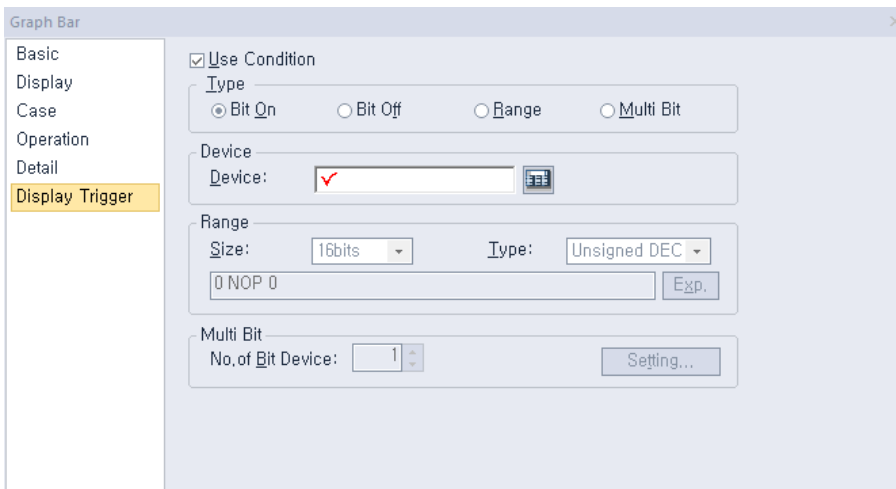 Graph Bar
Basic
Display
Case
Operation
Detail
Display Trigger
Use Condition
Type
Bit On Bit Off Range Multi Bit
Device
Device:
Range
Size: 16bits Type: Unsigned DEC
0 NOP 0 Exp.
Multi Bit
No.of Bit Device: 1 Setting...